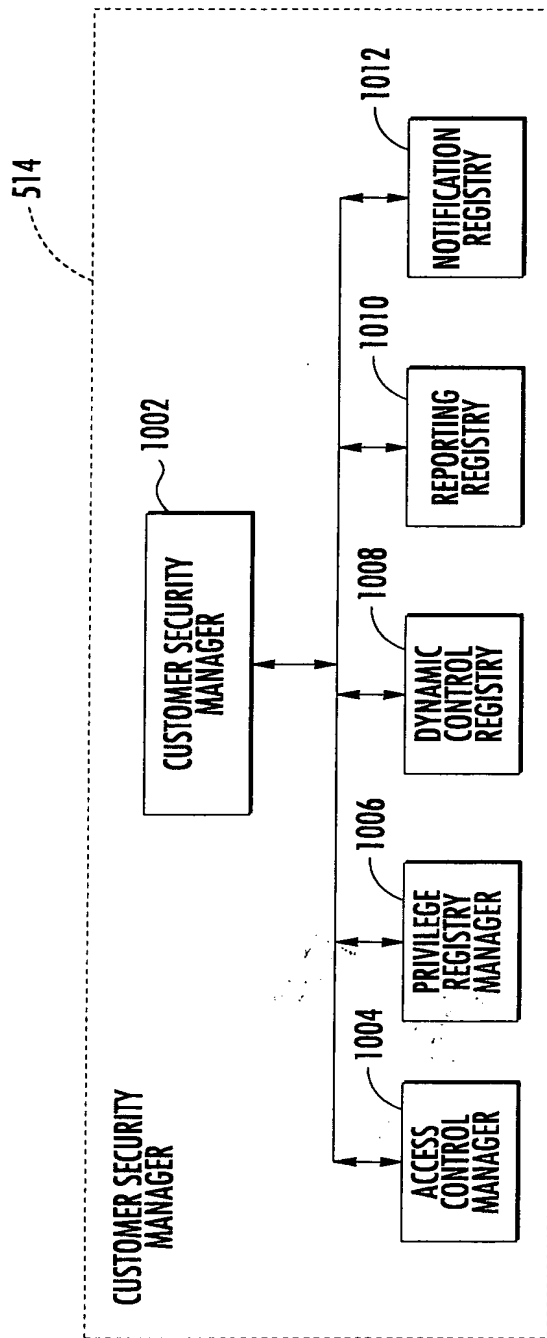 514
CUSTOMER SECURITY
MANAGER
1002
CUSTOMER SECURITY
MANAGER
1004
ACCESS
CONTROL
MANAGER
1006
PRIVILEGE
REGISTRY
MANAGER
1008
DYNAMIC
CONTROL
REGISTRY
1010
REPORTING
REGISTRY
1012
NOTIFICATION
REGISTRY